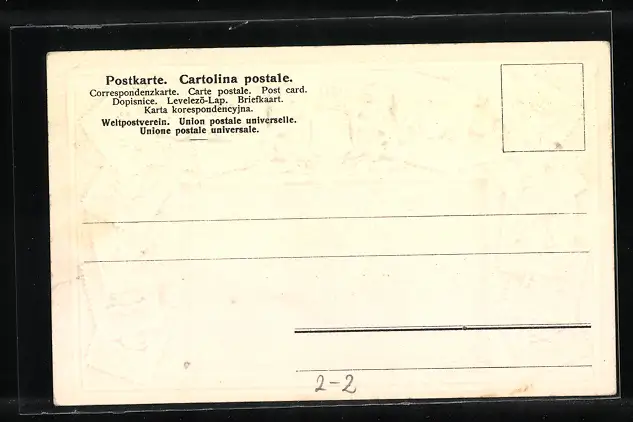 Postkarte. Cartolina postale.
Correspondenzkarte. Carte postale. Post card.
Dopisnice. Levelező-Lap. Briefkaart.
Karta korespondencyjna.
Weltpostverein. Union postale universelle.
Unione postale universale.
2-2